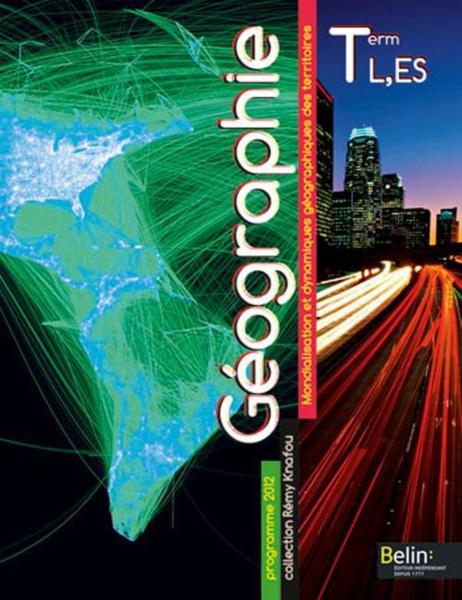 Term
L,ES
Géographie
Mondialisation et dynamiques géographiques des territoires
programme 2012
collection Rémy Knafou
Belin:
ÉDITEUR INDÉPENDANT
DEPUIS 1777